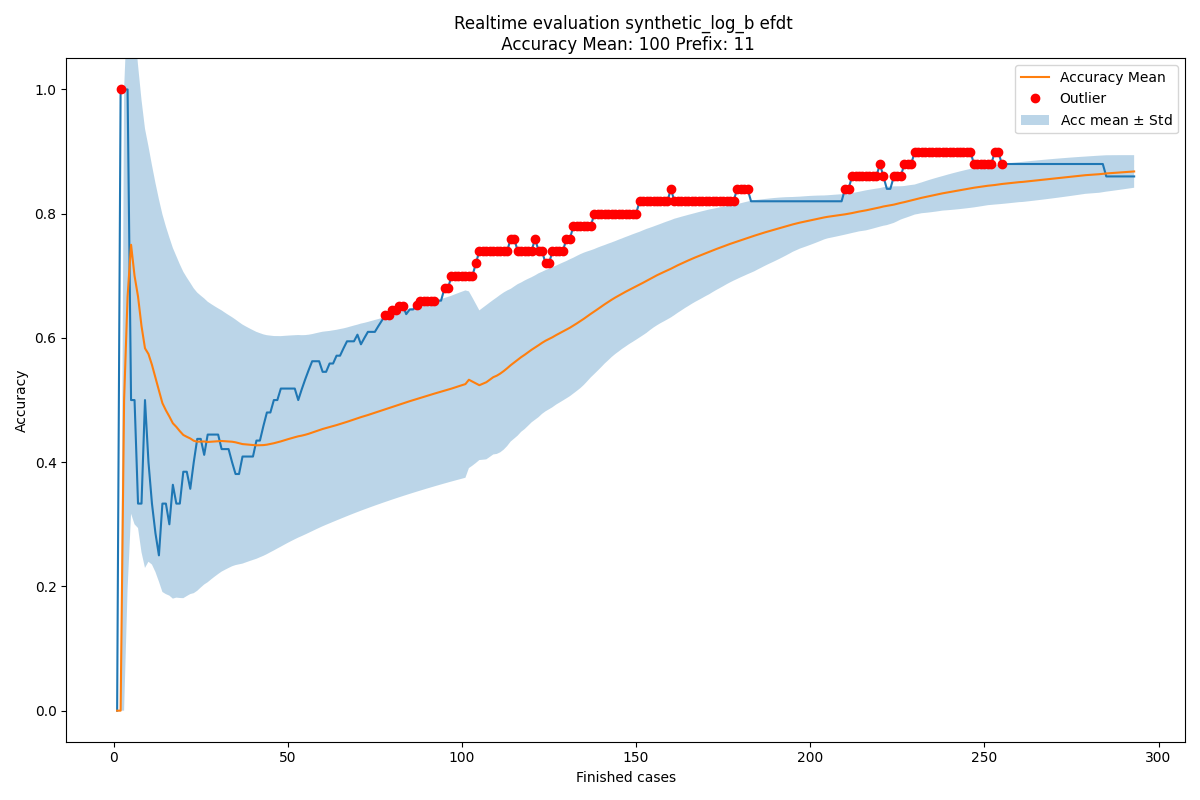 Realtime evaluation synthetic_log_b efdt
Accuracy Mean: 100 Prefix: 11
Accuracy Mean
Outlier
Acc mean ± Std
1.0
0.8
0.6
0.4
0.2
0.0
Accuracy
0 50 100 150 200 250 300
Finished cases